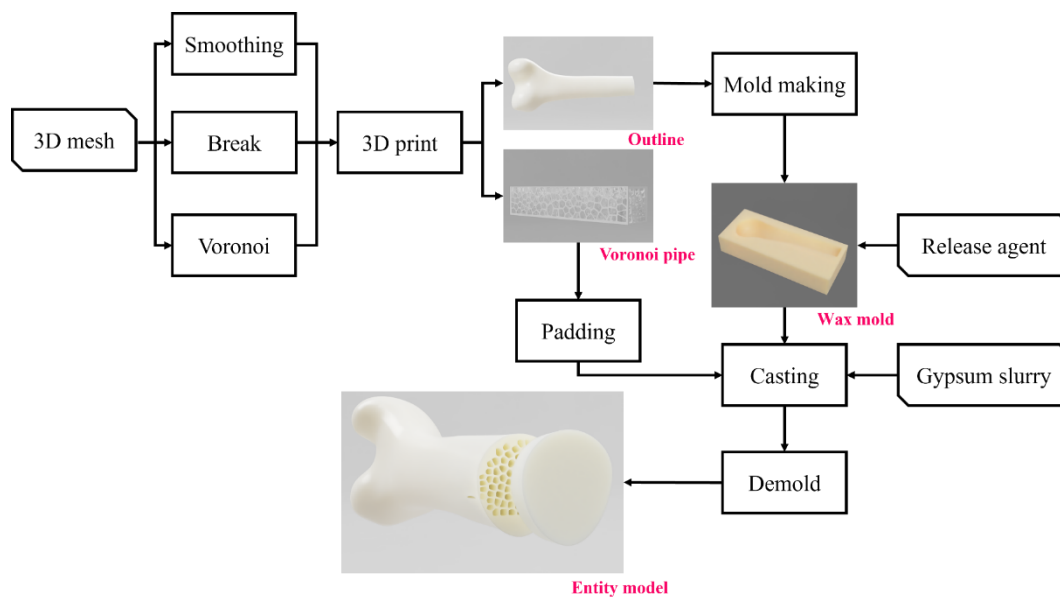 Smoothing
3D mesh
Break
3D print
Voronoi
Outline
Mold making
Voronoi pipe
Release agent
Wax mold
Padding
Casting
Gypsum slurry
Demold
Entity model